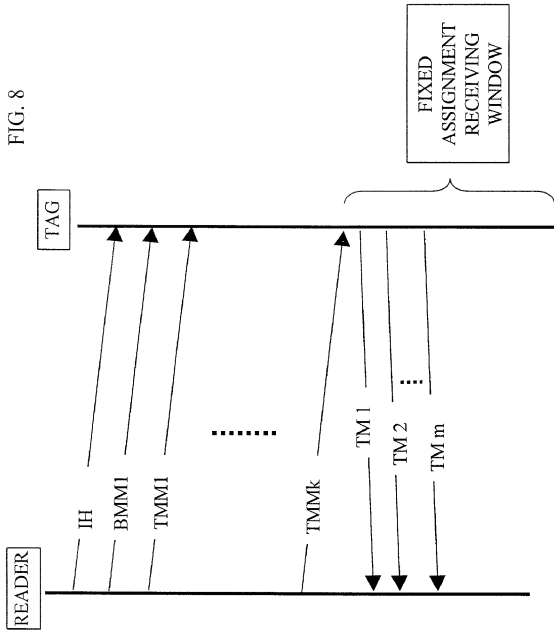 FIG. 8
READER
TAG
IH
BMM1
TMM1
TMMk
TM 1
TM 2
TM m
FIXED
ASSIGNMENT
RECEIVING
WINDOW